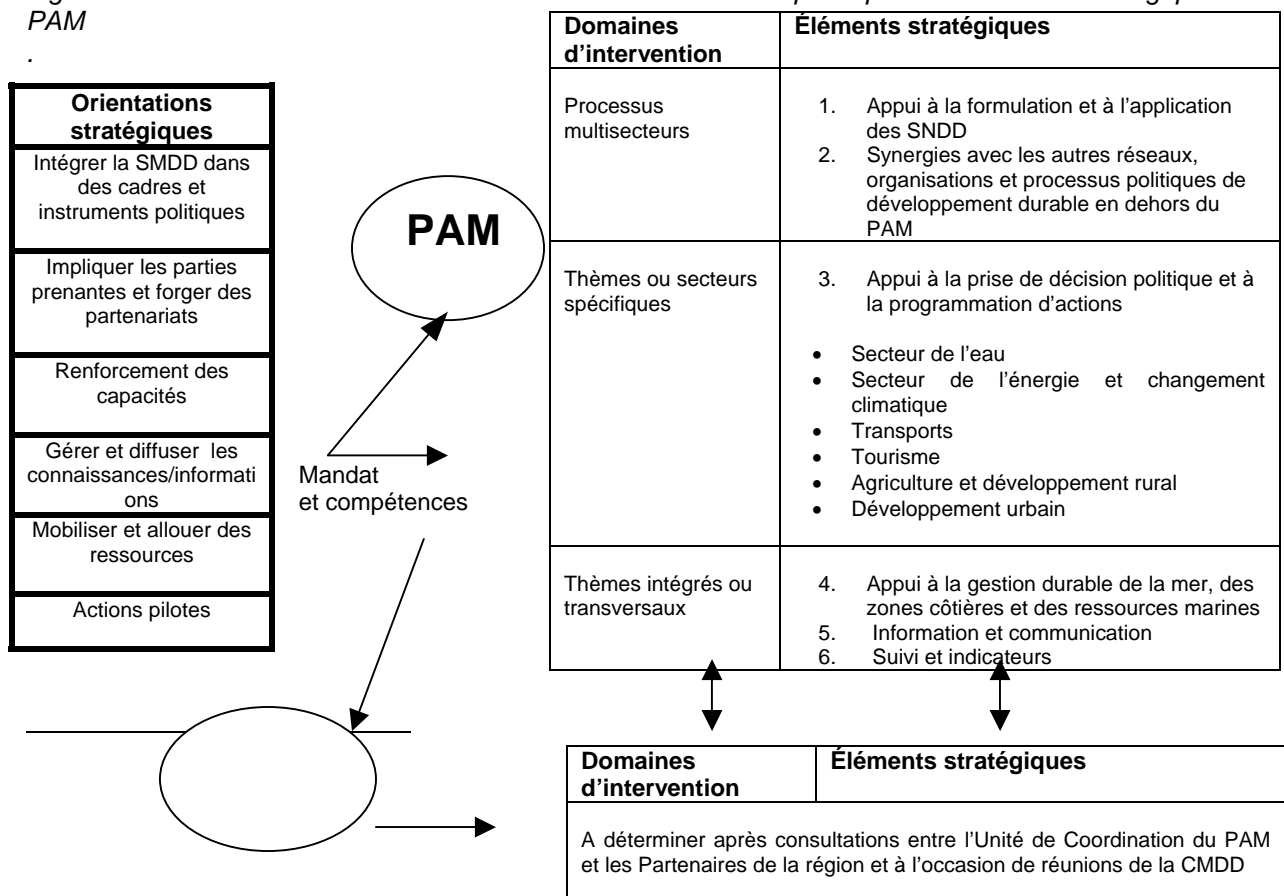 PAM
.
Orientations
stratégiques
Intégrer la SMDD dans
des cadres et
instruments politiques
Impliquer les parties
prenantes et forger des
partenariats
Renforcement des
capacités
Gérer et diffuser les
connaissances/informati
ons
Mobiliser et allouer des
ressources
Actions pilotes
PAM
Mandat
et compétences
Domaines
d’intervention
Éléments stratégiques
Processus
multisecteurs
1. Appui à la formulation et à l’application
des SNDD
2. Synergies avec les autres réseaux,
organisations et processus politiques de
développement durable en dehors du
PAM
Thèmes ou secteurs
spécifiques
3. Appui à la prise de décision politique et à
la programmation d’actions
• Secteur de l’eau
• Secteur de l’énergie et changement
climatique
• Transports
• Tourisme
• Agriculture et développement rural
• Développement urbain
Thèmes intégrés ou
transversaux
4. Appui à la gestion durable de la mer, des
zones côtières et des ressources marines
5. Information et communication
6. Suivi et indicateurs
Domaines
d’intervention
Éléments stratégiques
A déterminer après consultations entre l’Unité de Coordination du PAM
et les Partenaires de la région et à l’occasion de réunions de la CMDD